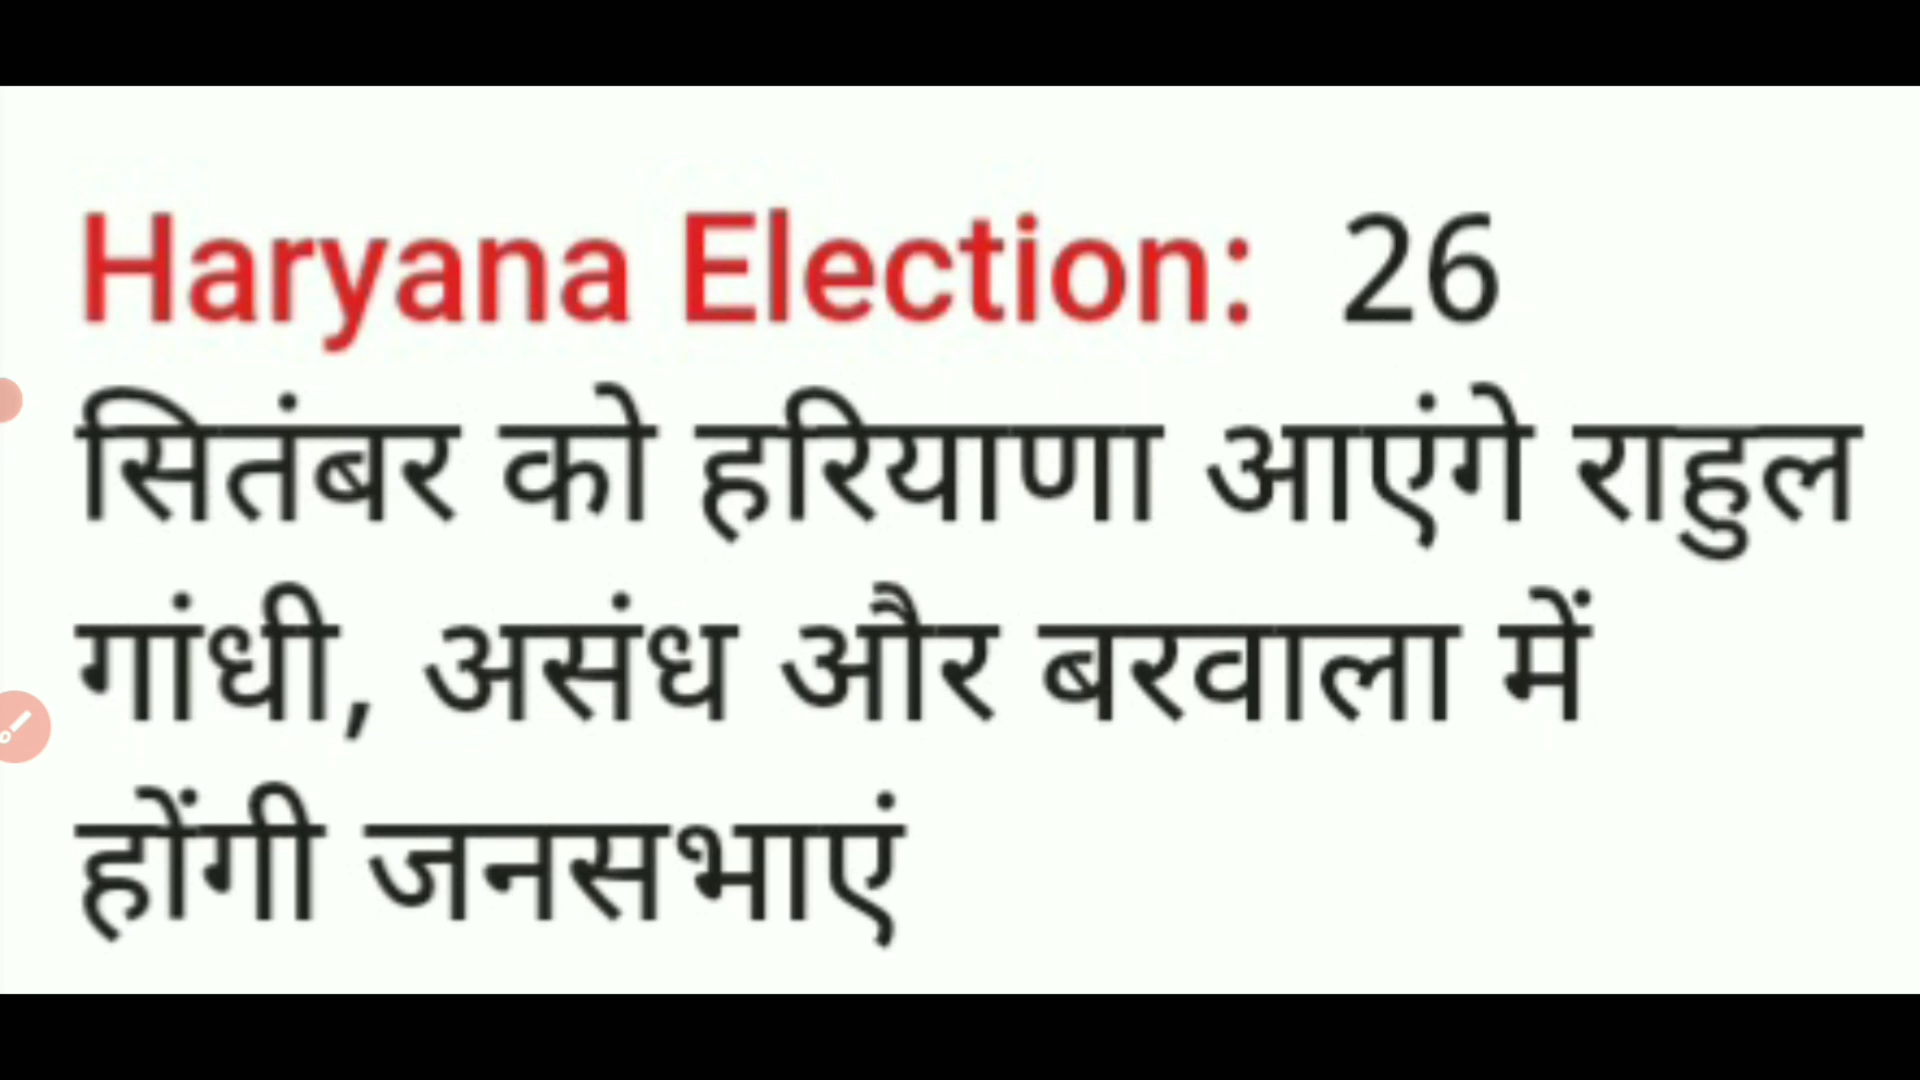 Haryana Election: 26
सितंबर को हरियाणा आएंगे राहुल
गांधी, असंध और बरवाला में
होंगी जनसभाएं